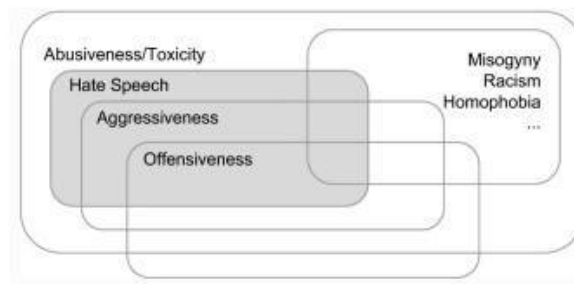 Abusiveness/Toxicity
Hate Speech
Aggressiveness
Offensiveness
Misogyny
Racism
Homophobia
...